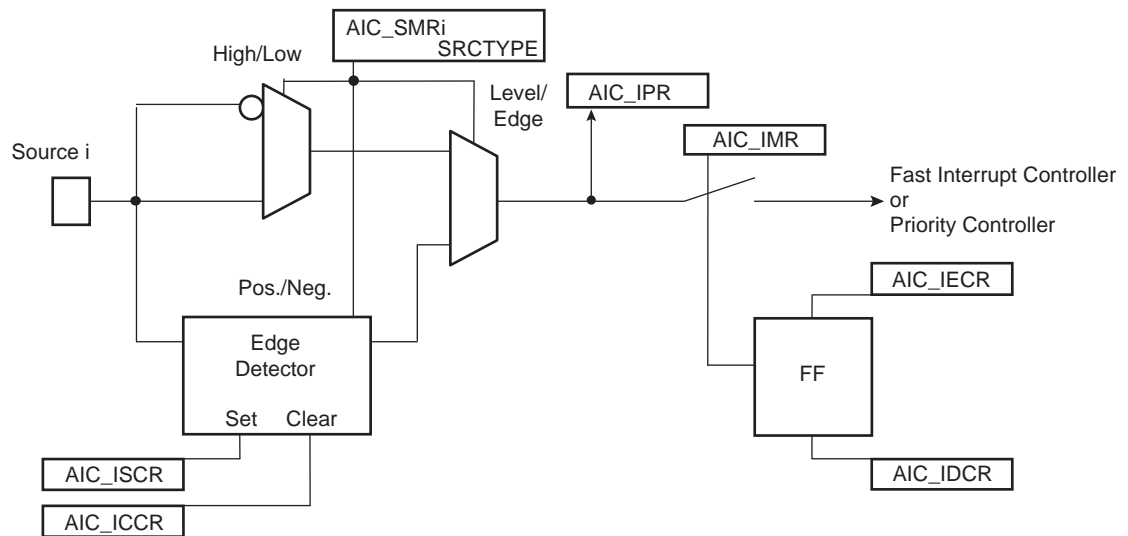 AIC_SMRi
SRCTYPE
High/Low
Level/
Edge
AIC_IPR
AIC_IMR
Source i
Fast Interrupt Controller
or
Priority Controller
Pos./Neg.
AIC_IECR
Edge
Detector
FF
Set Clear
AIC_ISCR
AIC_IDCR
AIC_ICCR